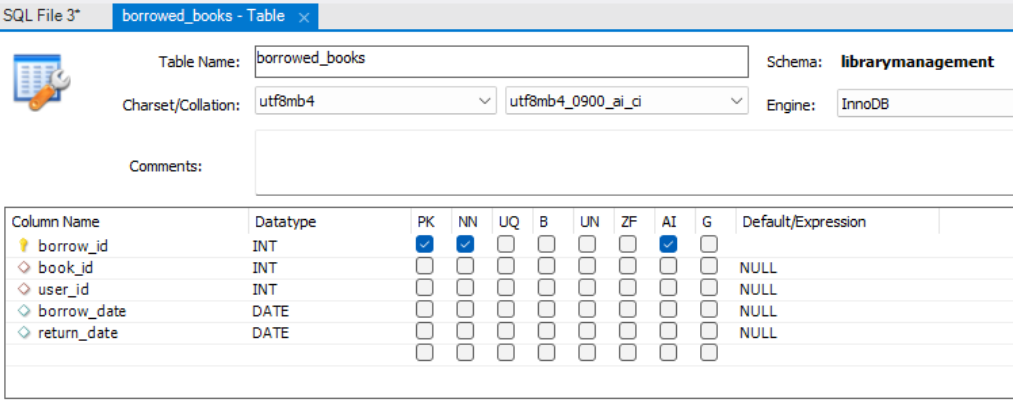 SQL File 3*   borrowed_books - Table ×
Table Name: borrowed_books   Schema: librarymanagement
Charset/Collation: utf8mb4   utf8mb4_0900_ai_ci   Engine: InnoDB
Comments:
Column Name   Datatype   PK   NN   UQ   B   UN   ZF   AI   G   Default/Expression
borrow_id   INT
book_id   INT   NULL
user_id   INT   NULL
borrow_date   DATE   NULL
return_date   DATE   NULL